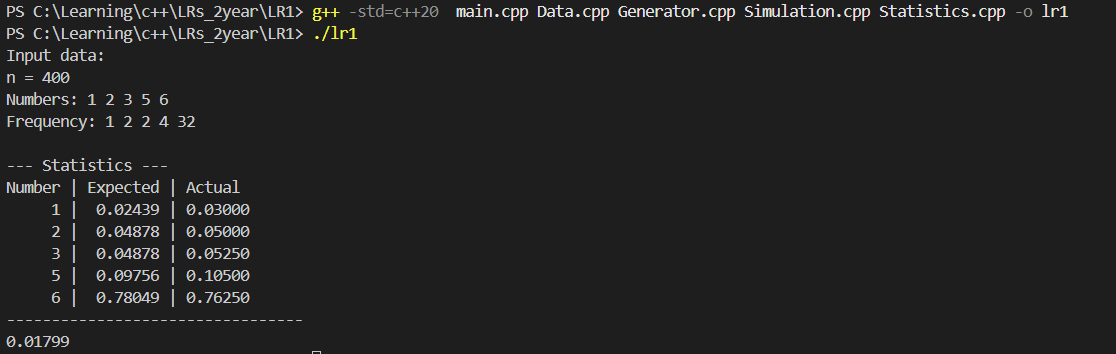 PS C:\Learning\c++\LRs_2year\LR1> g++ -std=c++20  main.cpp Data.cpp Generator.cpp Simulation.cpp Statistics.cpp -o lr1
PS C:\Learning\c++\LRs_2year\LR1> ./lr1
Input data:
n = 400
Numbers: 1 2 3 5 6
Frequency: 1 2 2 4 32

--- Statistics ---
Number | Expected | Actual
     1 |  0.02439 | 0.03000
     2 |  0.04878 | 0.05000
     3 |  0.04878 | 0.05250
     5 |  0.09756 | 0.10500
     6 |  0.78049 | 0.76250
---------------------------------
0.01799